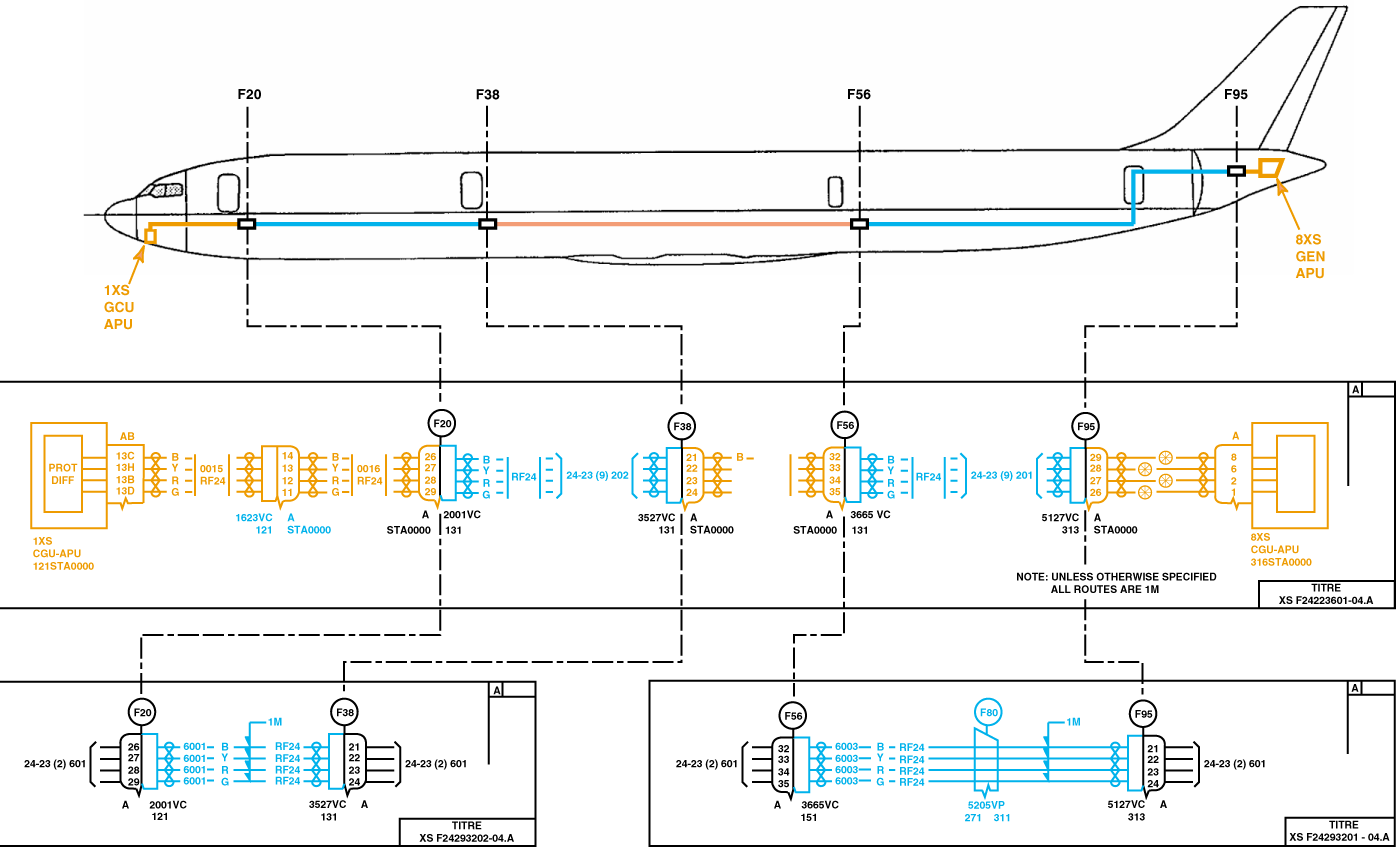 F20
F38
F56
F95
1XS
GCU
APU
8XS
GEN
APU
A
F20
F38
F56
F95
PROT
DIFF
AB
13C
13H
13B
13D
B
Y
R
G
0015
RF24
14
13
12
11
B
Y
R
G
0016
RF24
26
27
28
29
B
Y
R
G
RF24
24-23 (9) 202
21
22
23
24
B
32
33
34
35
B
Y
R
G
RF24
24-23 (9) 201
29
28
27
26
A
8
6
2
1
1623VC A
121 STA0000
A 2001VC
STA0000 131
3527VC A
131 STA0000
A 3665 VC
STA0000 131
5127VC A
313 STA0000
1XS
CGU-APU
121STA0000
8XS
CGU-APU
316STA0000
NOTE: UNLESS OTHERWISE SPECIFIED
ALL ROUTES ARE 1M
TITRE
XS F24223601-04.A
A
F20
F38
1M
24-23 (2) 601
26
27
28
29
6001 B RF24
6001 Y RF24
6001 R RF24
6001 G RF24
21
22
23
24
24-23 (2) 601
A 2001VC
121
3527VC A
131
TITRE
XS F24293202-04.A
A
F56
F80
F95
1M
24-23 (2) 601
32
33
34
35
6003 B RF24
6003 Y RF24
6003 R RF24
6003 G RF24
21
22
23
24
24-23 (2) 601
A 3665VC
151
5205VP
271 311
5127VC A
313
TITRE
XS F24293201 - 04.A